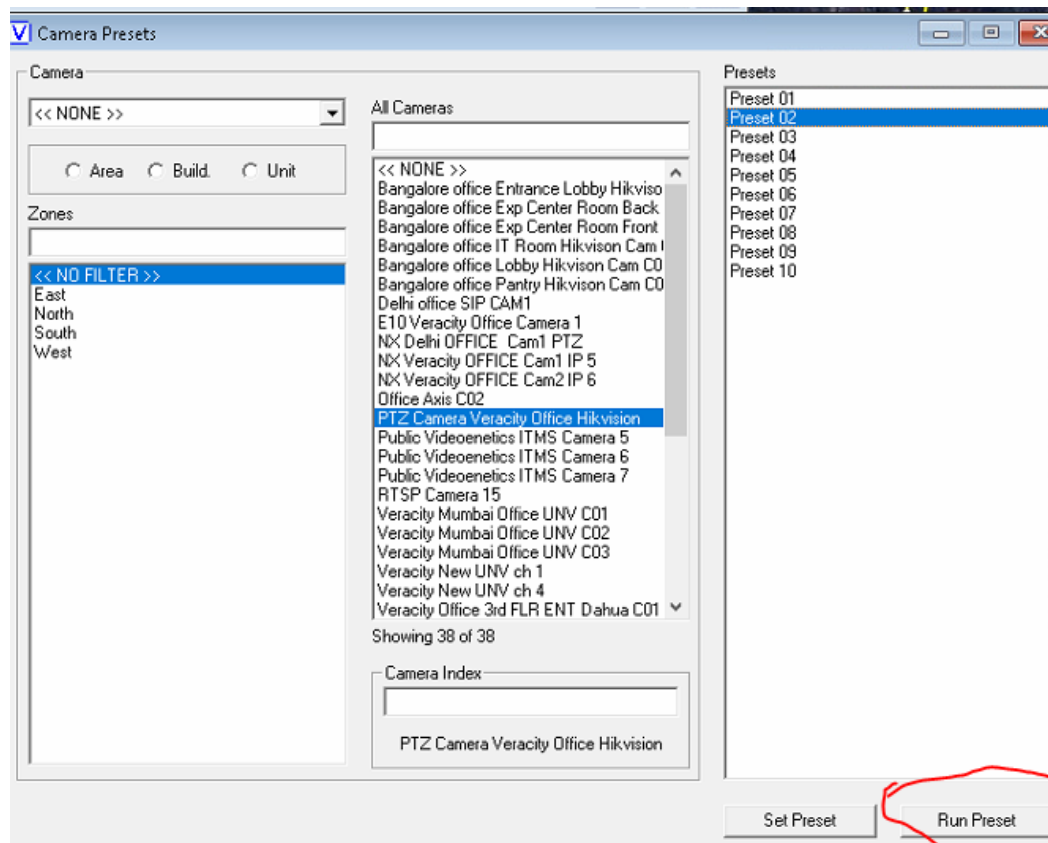 Camera Presets
Camera
<< NONE >>
Area Build. Unit
Zones
<< NO FILTER >>
East
North
South
West
All Cameras
<< NONE >>
Bangalore office Entrance Lobby Hikviso
Bangalore office Exp Center Room Back
Bangalore office Exp Center Room Front
Bangalore office IT Room Hikvison Cam
Bangalore office Lobby Hikvison Cam C0
Bangalore office Pantry Hikvison Cam C0
Delhi office SIP CAM1
E10 Veracity Office Camera 1
NX Delhi OFFICE Cam1 PTZ
NX Veracity OFFICE Cam1 IP 5
NX Veracity OFFICE Cam2 IP 6
Office Axis C02
PTZ Camera Veracity Office Hikvision
Public Videoenetics ITMS Camera 5
Public Videoenetics ITMS Camera 6
Public Videoenetics ITMS Camera 7
RTSP Camera 15
Veracity Mumbai Office UNV C01
Veracity Mumbai Office UNV C02
Veracity Mumbai Office UNV C03
Veracity New UNV ch 1
Veracity New UNV ch 4
Veracity Office 3rd FLR ENT Dahua C01
Showing 38 of 38
Camera Index
PTZ Camera Veracity Office Hikvision
Presets
Preset 01
Preset 02
Preset 03
Preset 04
Preset 05
Preset 06
Preset 07
Preset 08
Preset 09
Preset 10
Set Preset
Run Preset